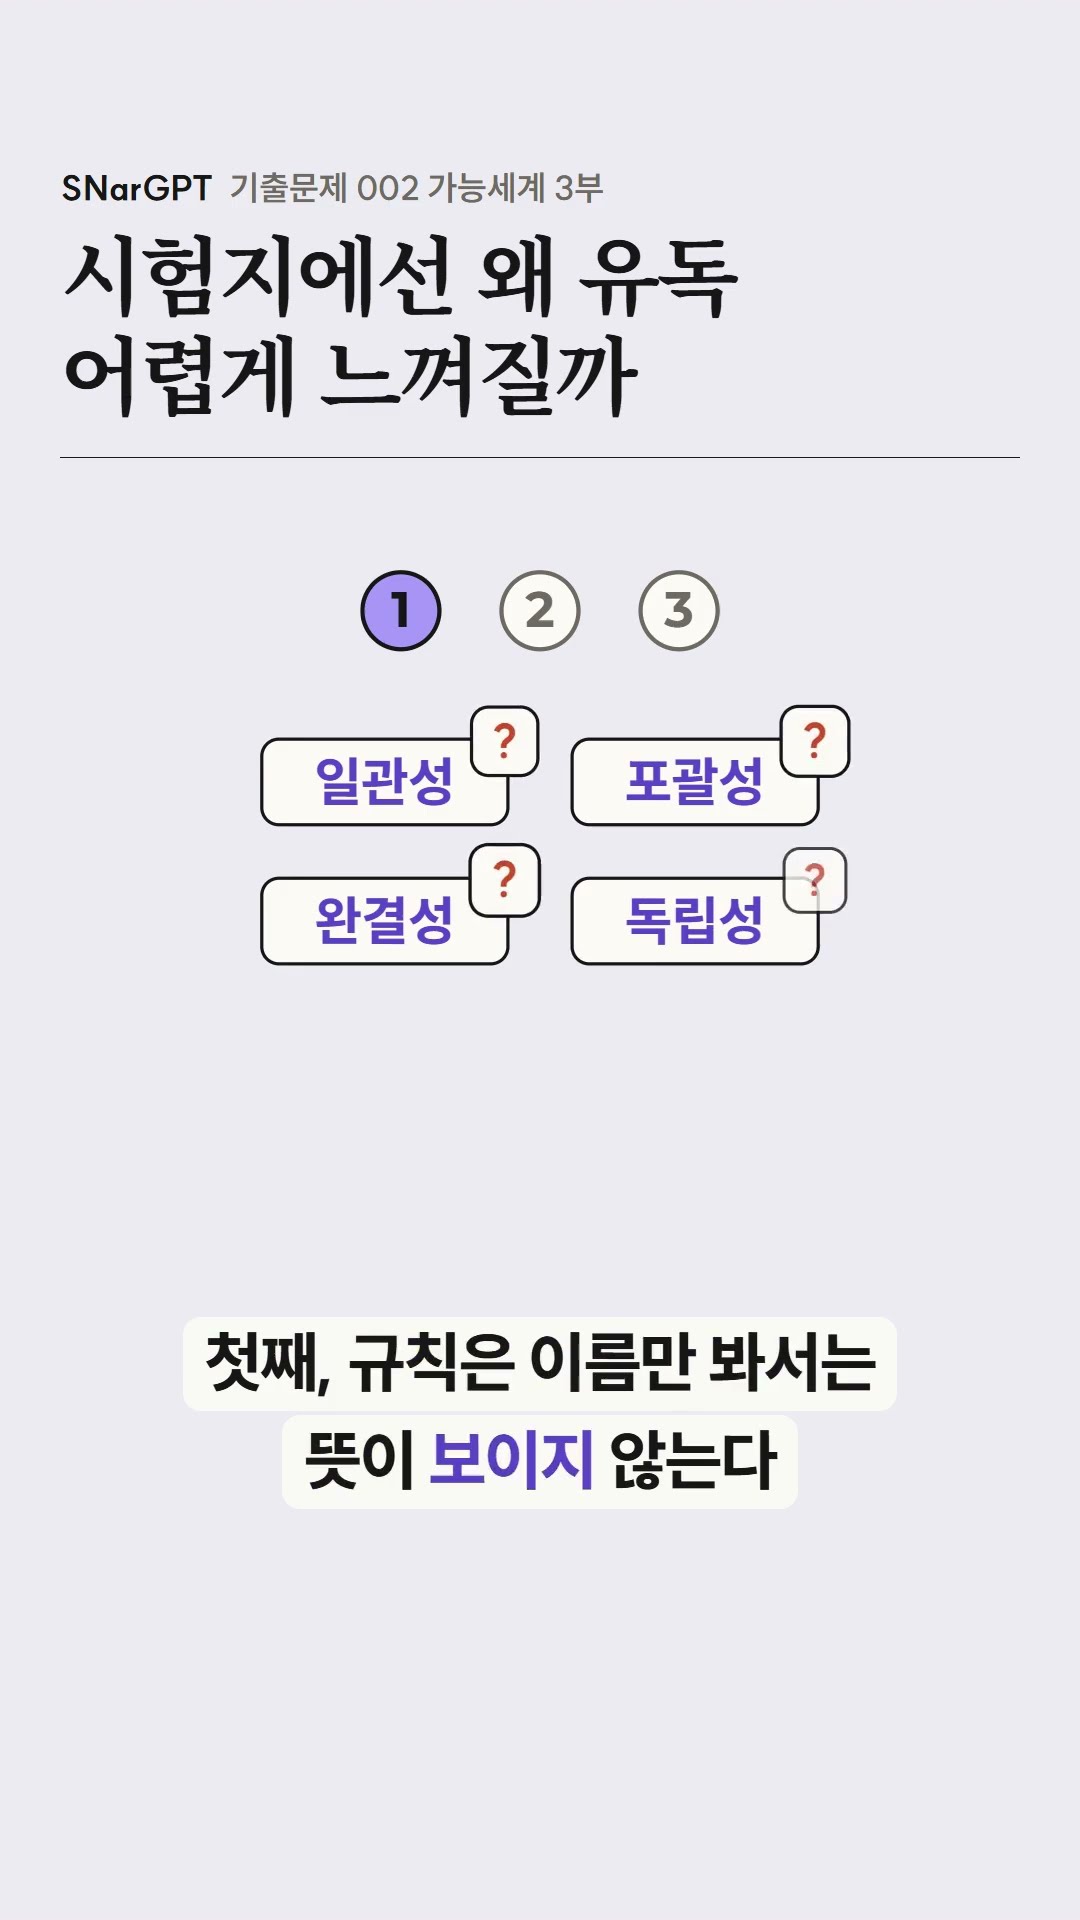 SNarGPT 기출문제 002 가능세계 3부
시험지에선 왜 유독
어렵게 느껴질까
1 2 3
일관성 ? 포괄성 ?
완결성 ? 독립성 ?
첫째, 규칙은 이름만 봐서는
뜻이 보이지 않는다